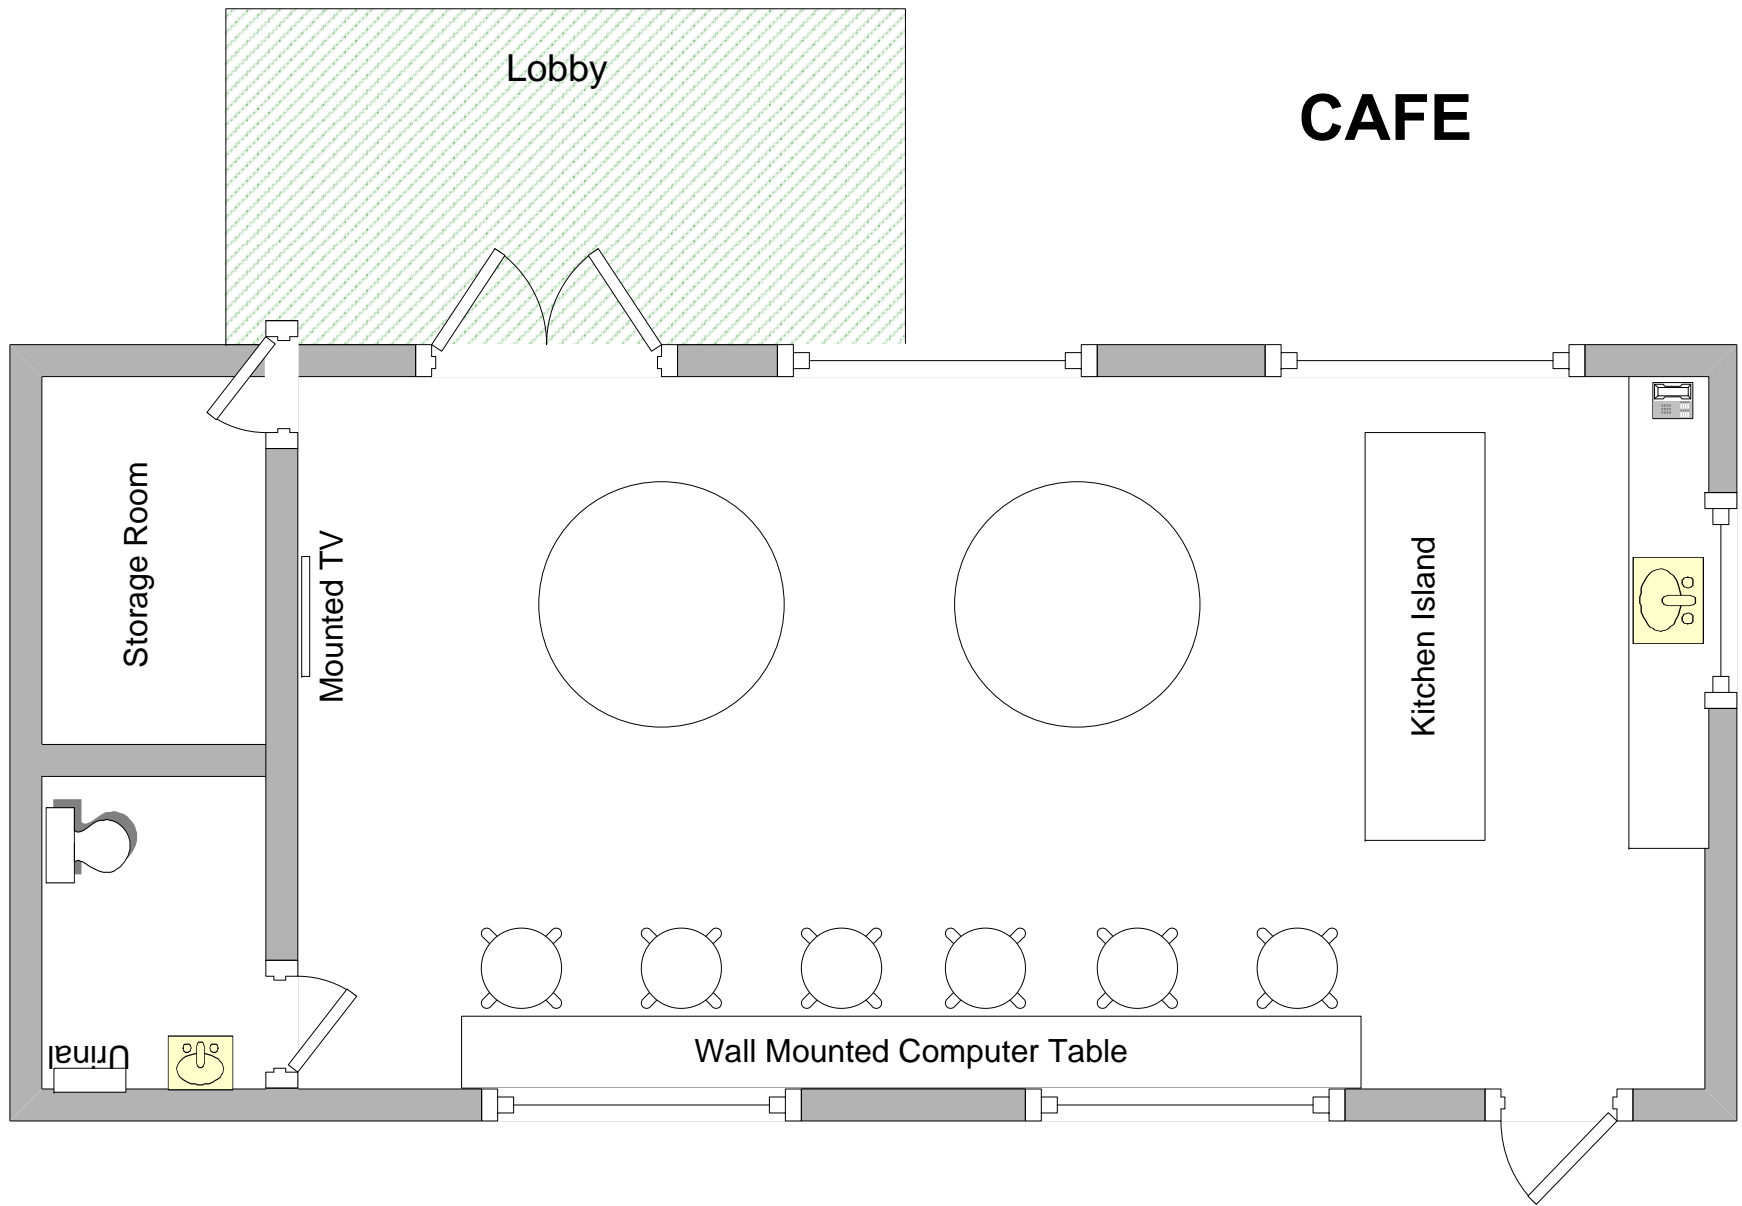 Lobby
CAFE
Storage Room
Mounted TV
Kitchen Island
Urinal
Wall Mounted Computer Table